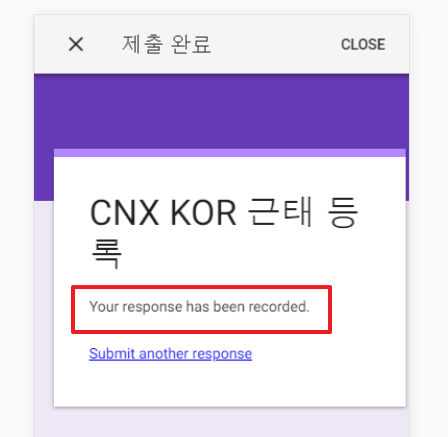 × 제출 완료 CLOSE
CNX KOR 근태 등
록
Your response has been recorded.
Submit another response